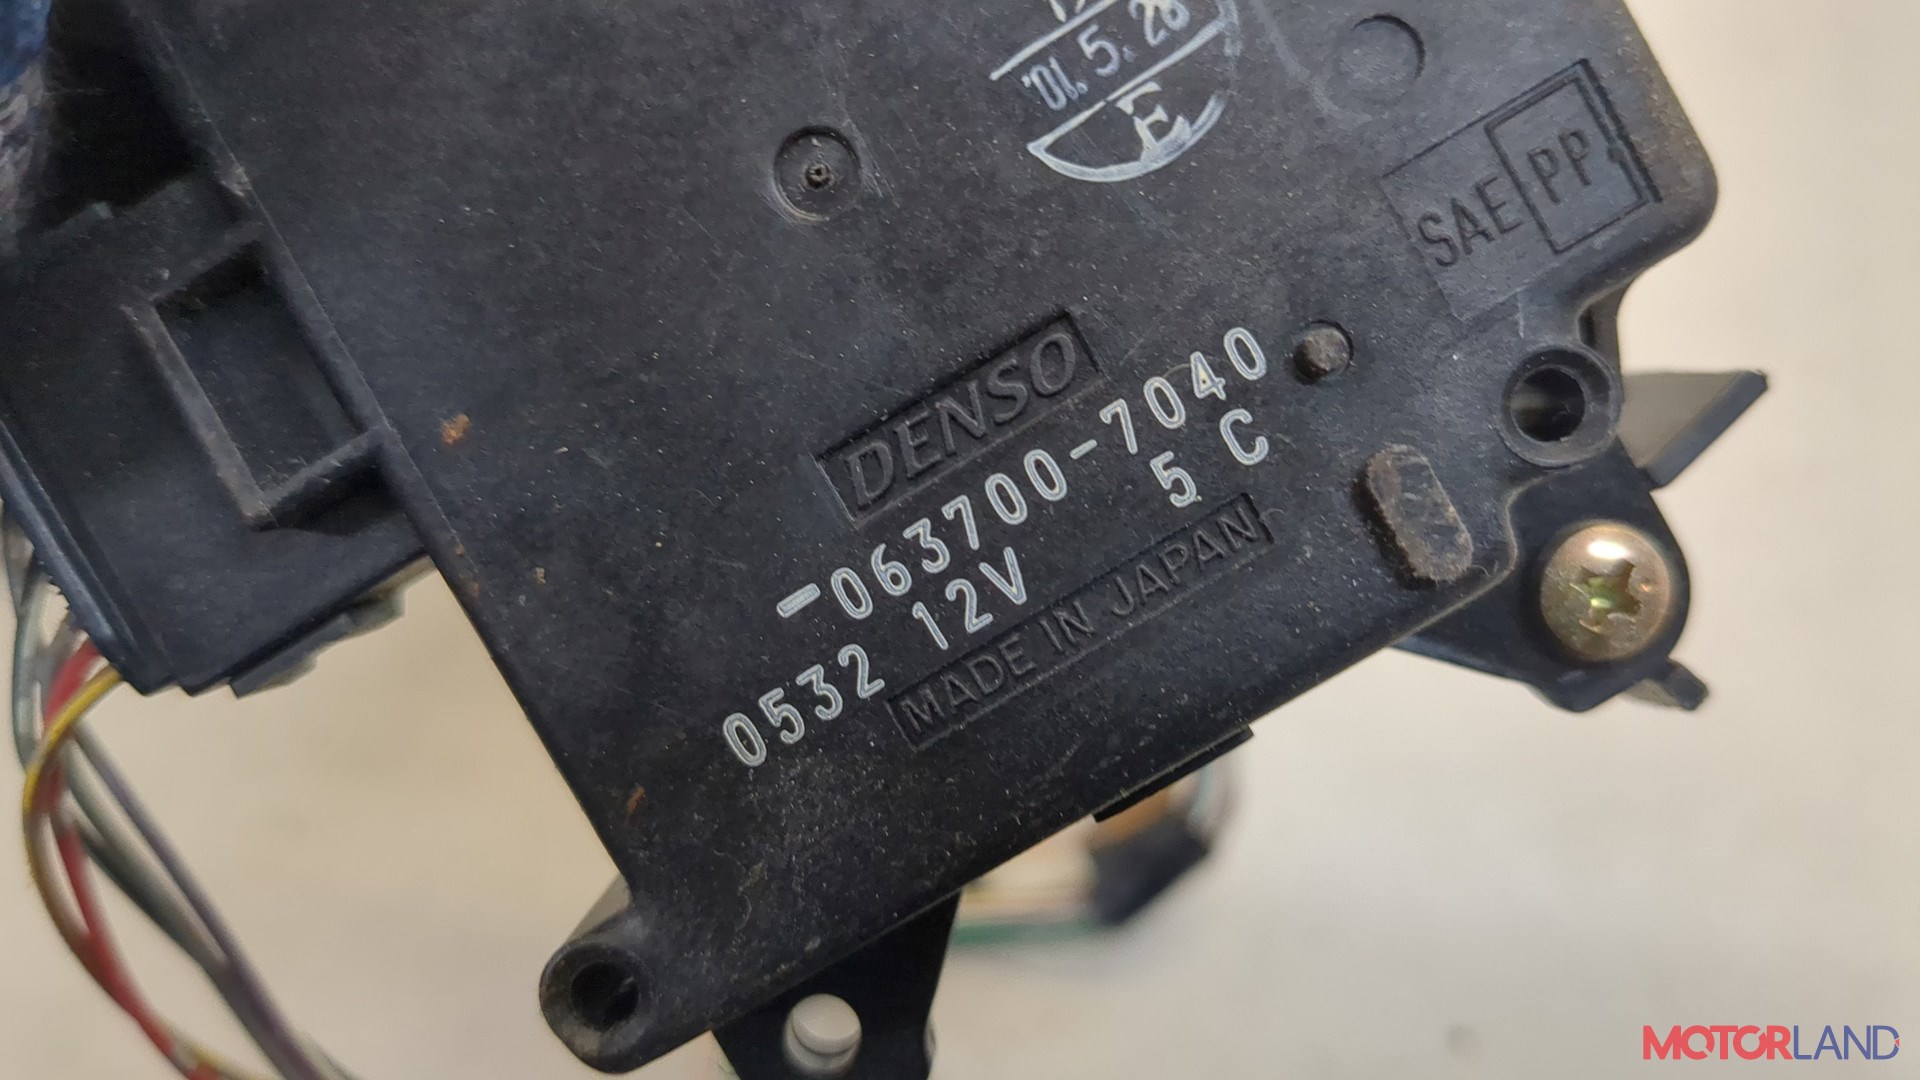 '01. 5. 28
E
SAE PP
DENSO
-063700-7040
0532 12V 5 C
MADE IN JAPAN
MOTORLAND